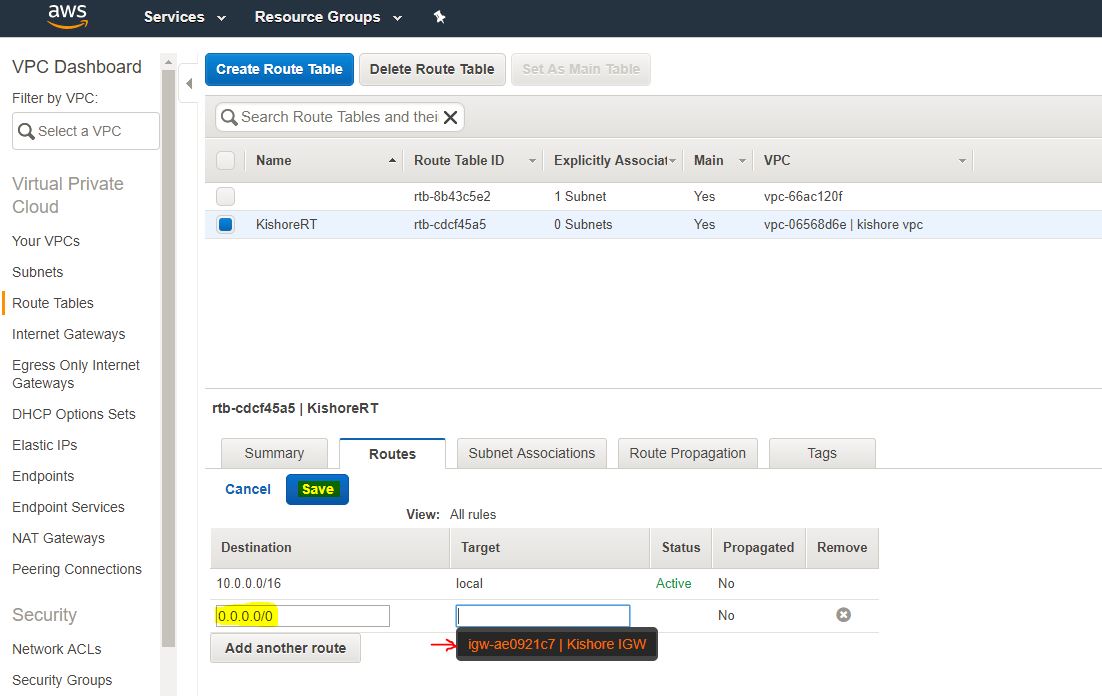 aws
Services
Resource Groups
VPC Dashboard
Filter by VPC:
Select a VPC
Virtual Private
Cloud
Your VPCs
Subnets
Route Tables
Internet Gateways
Egress Only Internet
Gateways
DHCP Options Sets
Elastic IPs
Endpoints
Endpoint Services
NAT Gateways
Peering Connections
Security
Network ACLs
Security Groups
Create Route Table
Delete Route Table
Set As Main Table
Search Route Tables and thei
Name Route Table ID Explicitly Associat Main VPC
rtb-8b43c5e2 1 Subnet Yes vpc-66ac120f
KishoreRT rtb-cdcf45a5 0 Subnets Yes vpc-06568d6e | kishore vpc
rtb-cdcf45a5 | KishoreRT
Summary
Routes
Subnet Associations
Route Propagation
Tags
Cancel
Save
View: All rules
Destination Target Status Propagated Remove
10.0.0.0/16 local Active No
0.0.0.0/0 No
igw-ae0921c7 | Kishore IGW
Add another route